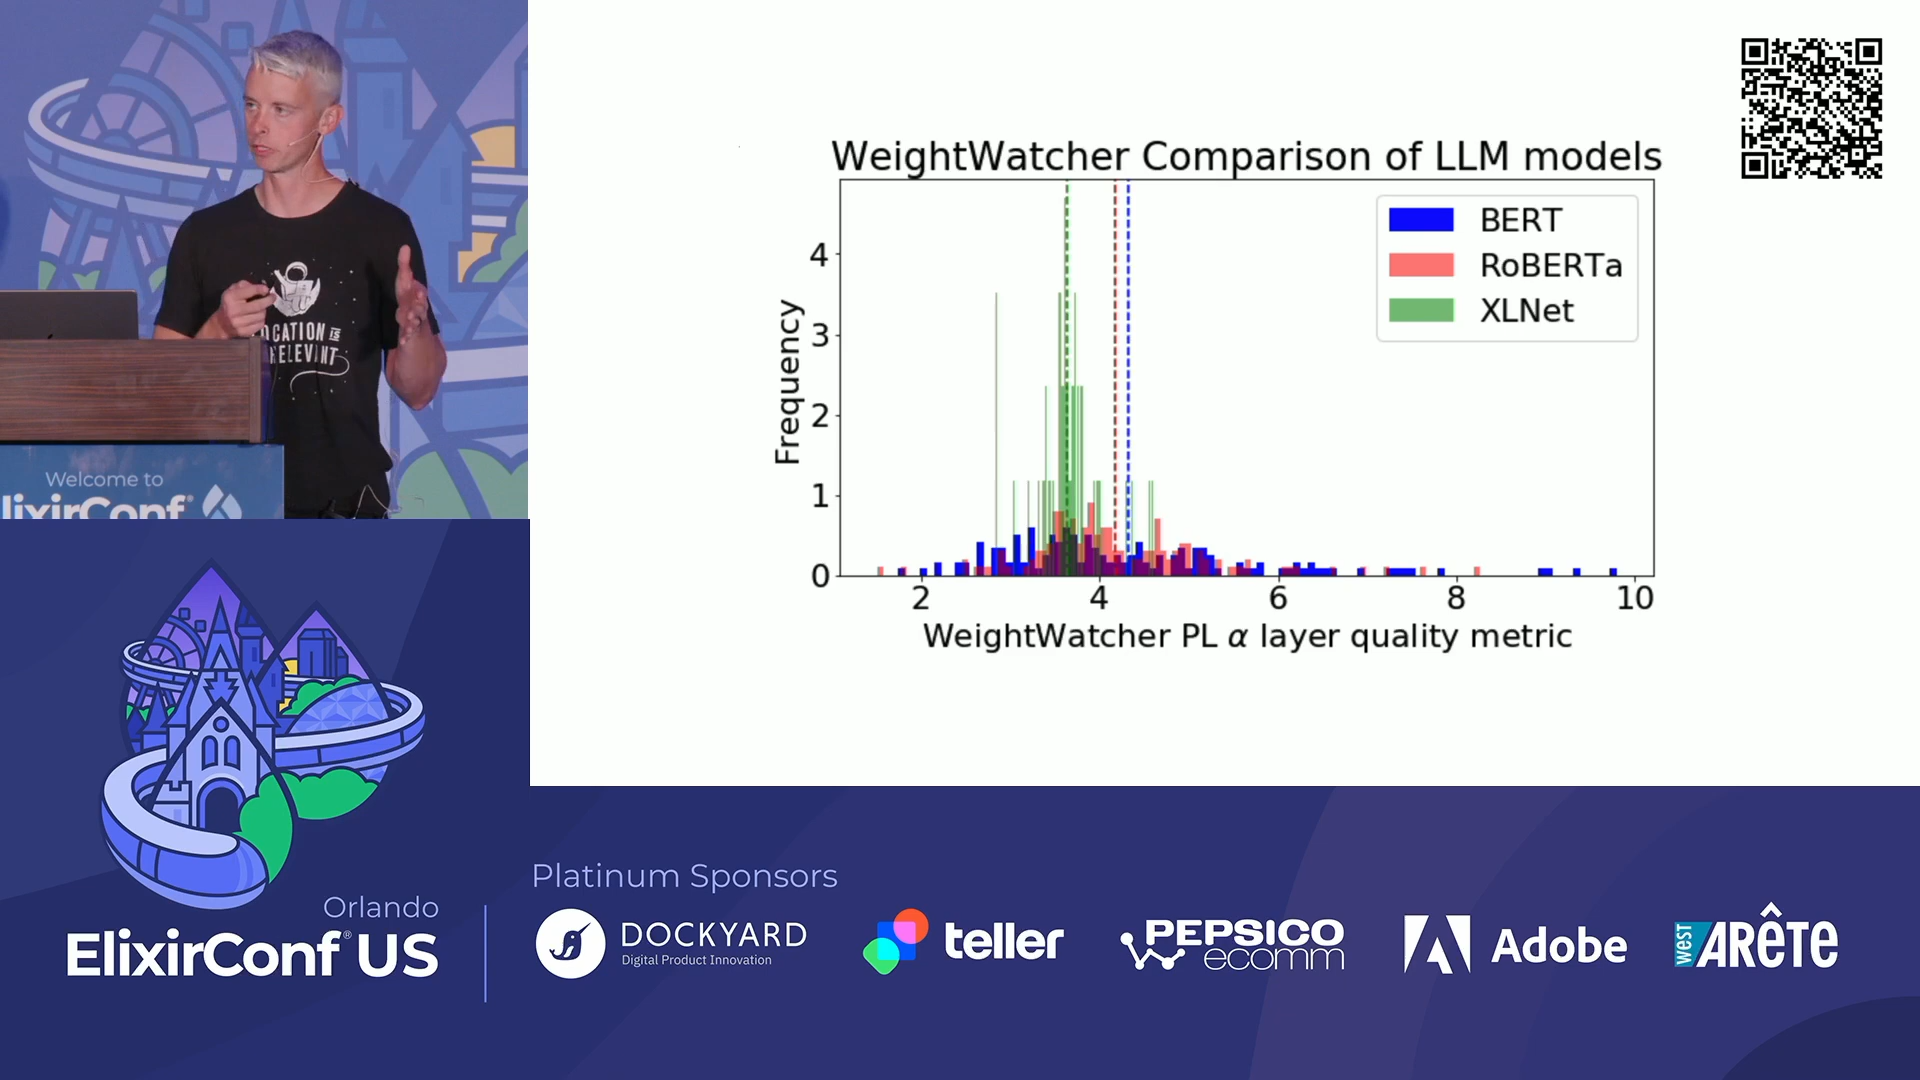 WeightWatcher Comparison of LLM models
BERT
RoBERTa
XLNet
Frequency
4
3
2
1
0
2 4 6 8 10
WeightWatcher PL α layer quality metric
IS
Welcome to
lixirConf®
Orlando
ElixirConf® US
Platinum Sponsors
DOCKYARD
Digital Product Innovation
teller
PEPSICO
ecomm
Adobe
west
ARÊTE